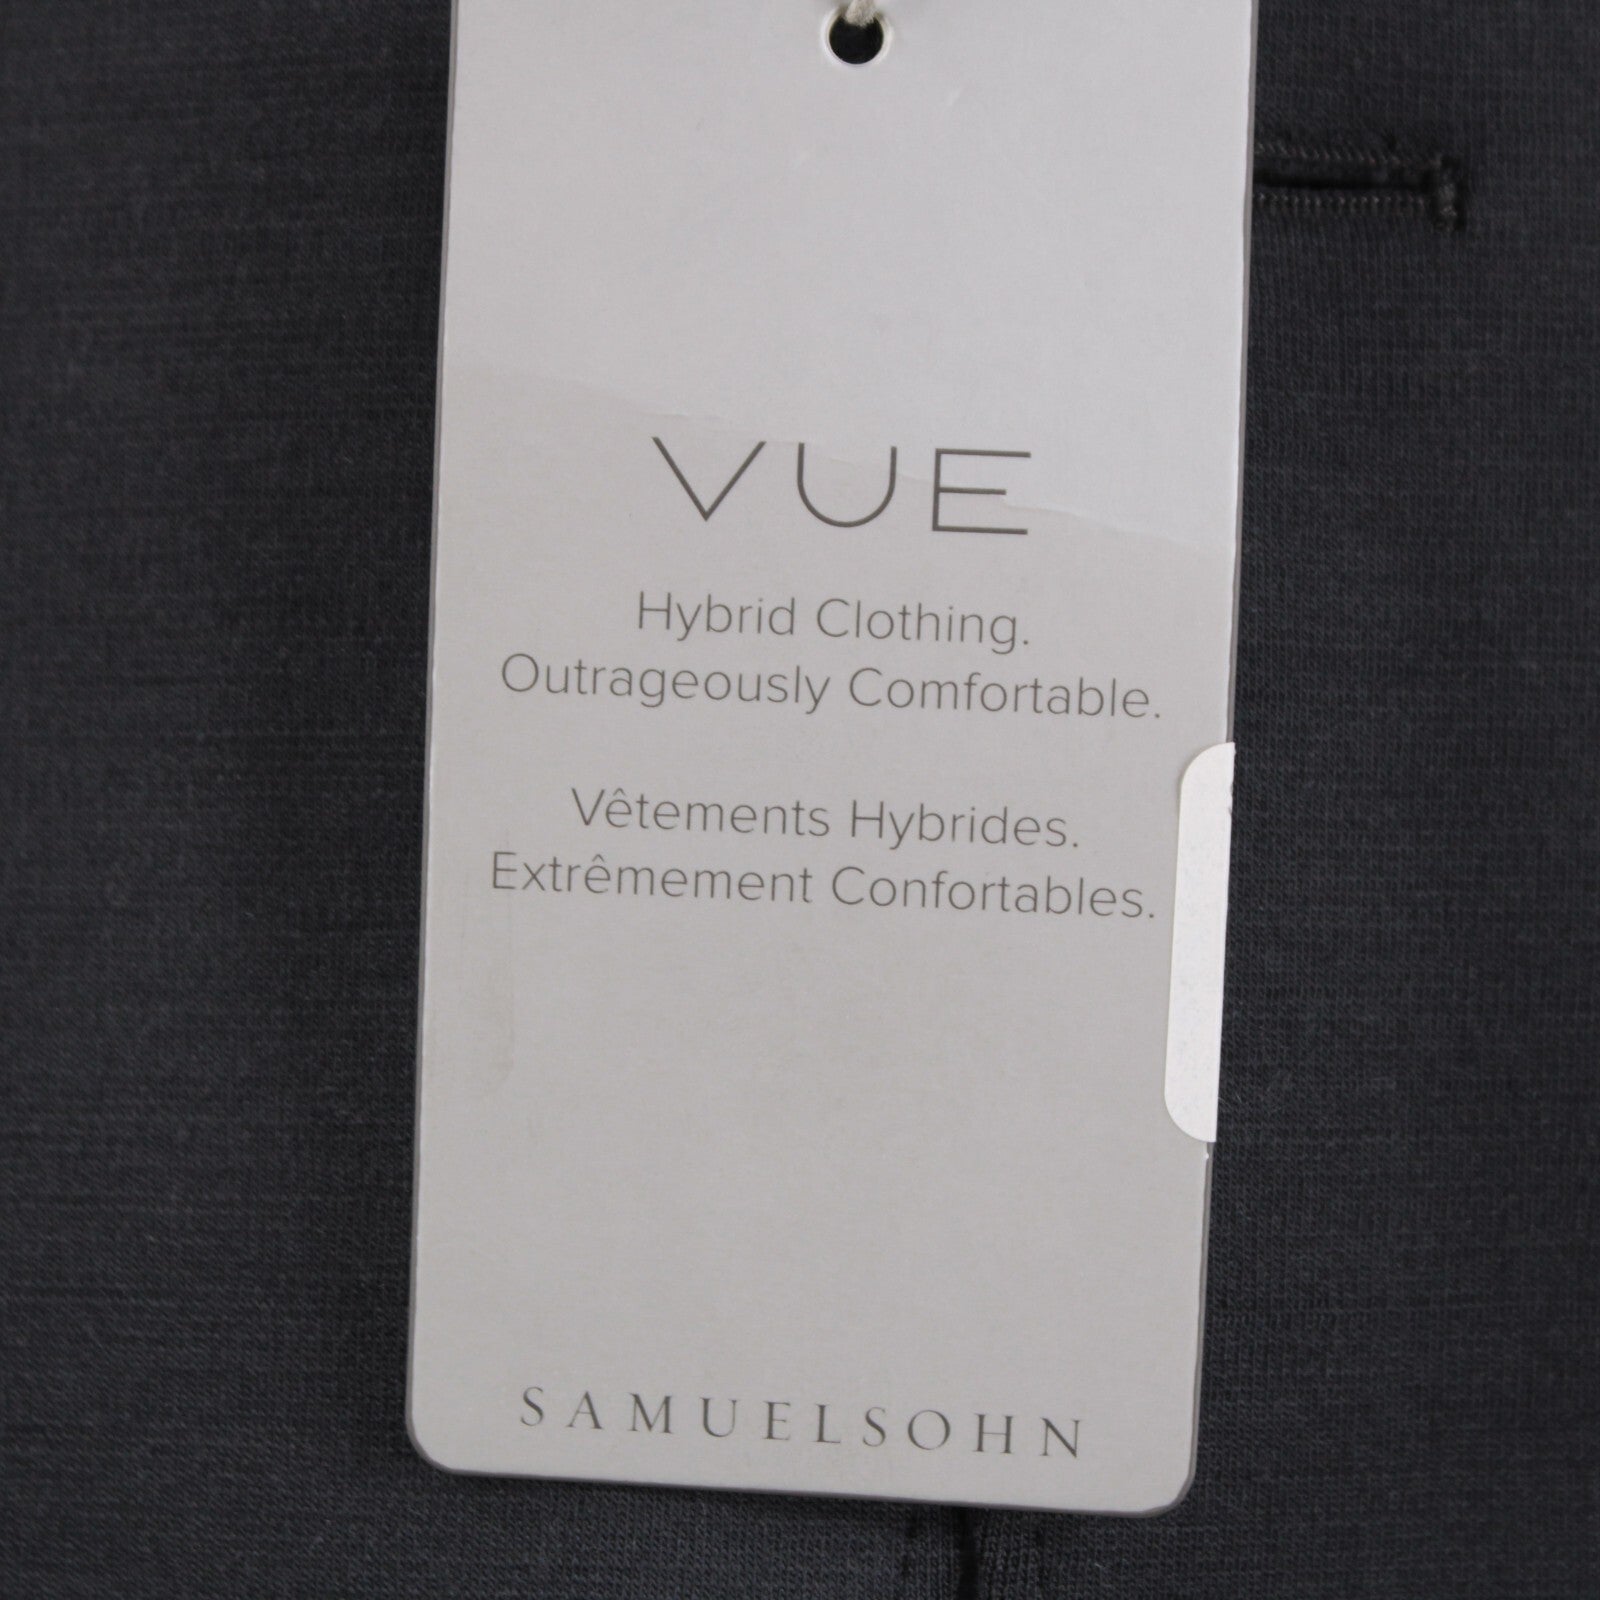 VUE
Hybrid Clothing.
Outrageously Comfortable.
Vêtements Hybrides.
Extrêmement Confortables.
SAMUELSOHN